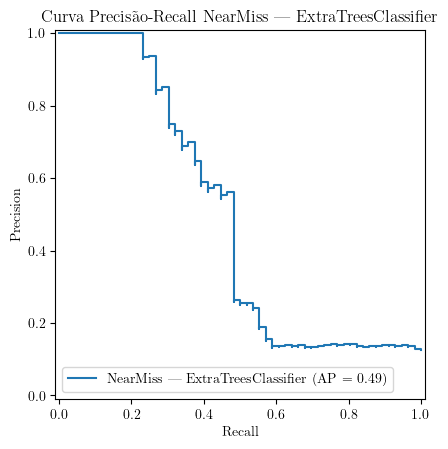 Curva Precisão-Recall NearMiss — ExtraTreesClassifier
1.0
0.8
0.6
0.4
0.2
0.0
Precision
NearMiss — ExtraTreesClassifier (AP = 0.49)
0.0 0.2 0.4 0.6 0.8 1.0
Recall